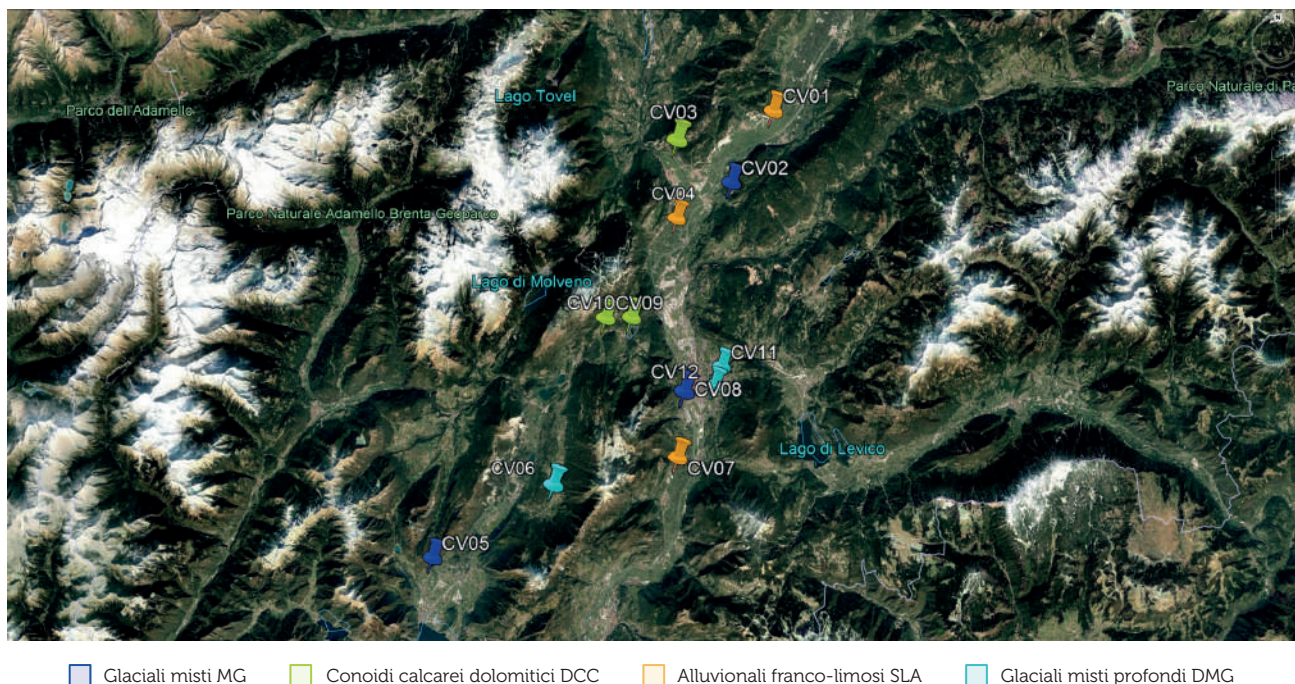 Lago Tovel
CV01
Parco Naturale di Pa
Parco dell'Adamello
CV03
CV02
CV04
Parco Naturale Adamello Brenta Geoparco
Lago di Molveno
CV10
CV09
CV11
CV12
CV08
Lago di Levico
CV06
CV07
CV05
Glaciali misti MG
Conoidi calcarei dolomitici DCC
Alluvionali franco-limosi SLA
Glaciali misti profondi DMG